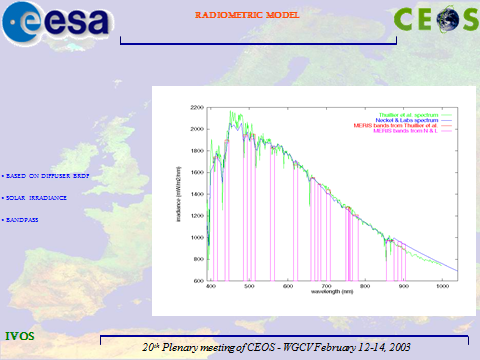 esa
RADIOMETRIC MODEL
CEOS
• BASED ON DIFFUSER BRDF
• SOLAR IRRADIANCE
• BANDPASS
Thuillier et al. spectrum
Neckel & Labs spectrum
MERIS bands from Thuillier et al.
MERIS bands from N & L
2200
2000
1800
1600
1400
1200
1000
800
600
irradiance (mW/m2/nm)
400 500 600 700 800 900 1000
wavelength (nm)
IVOS
20th Plenary meeting of CEOS - WGCV February 12-14, 2003